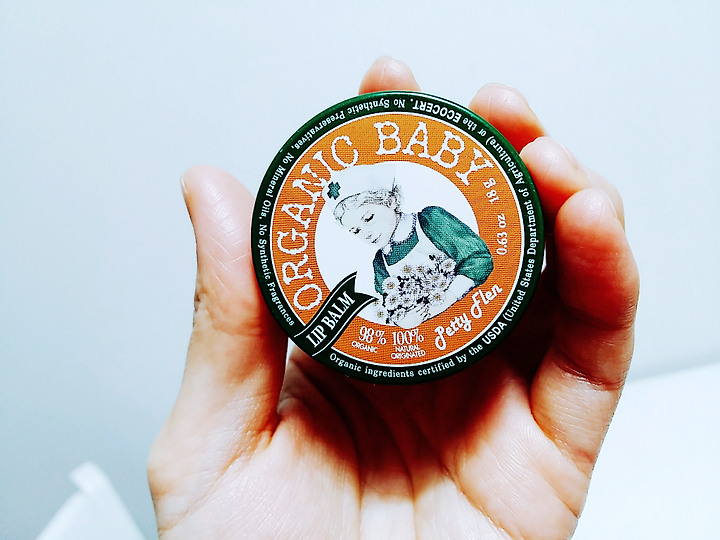 ORGANIC BABY
LIP BALM
98% 100%
ORGANIC NATURAL
ORIGINATED
Petty Flen
0.63 oz 18 g
No Synthetic Fragrances
No Mineral Oils, No Synthetic Preservatives,
Organic ingredients certified by the USDA (United States Department of Agriculture) or the ECOCERT.